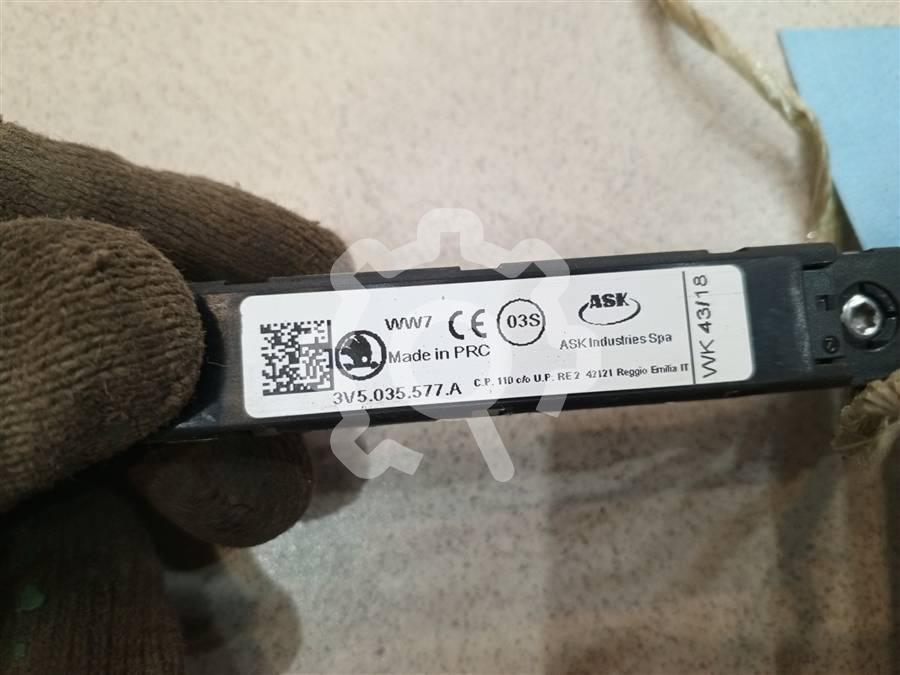 WW7
CE
03S
ASK
Made in PRC
ASK Industries Spa
3V5.035.577.A
C.P. 110 c/o U.P. RE 2 42121 Reggio Emilia IT
WK 43/18